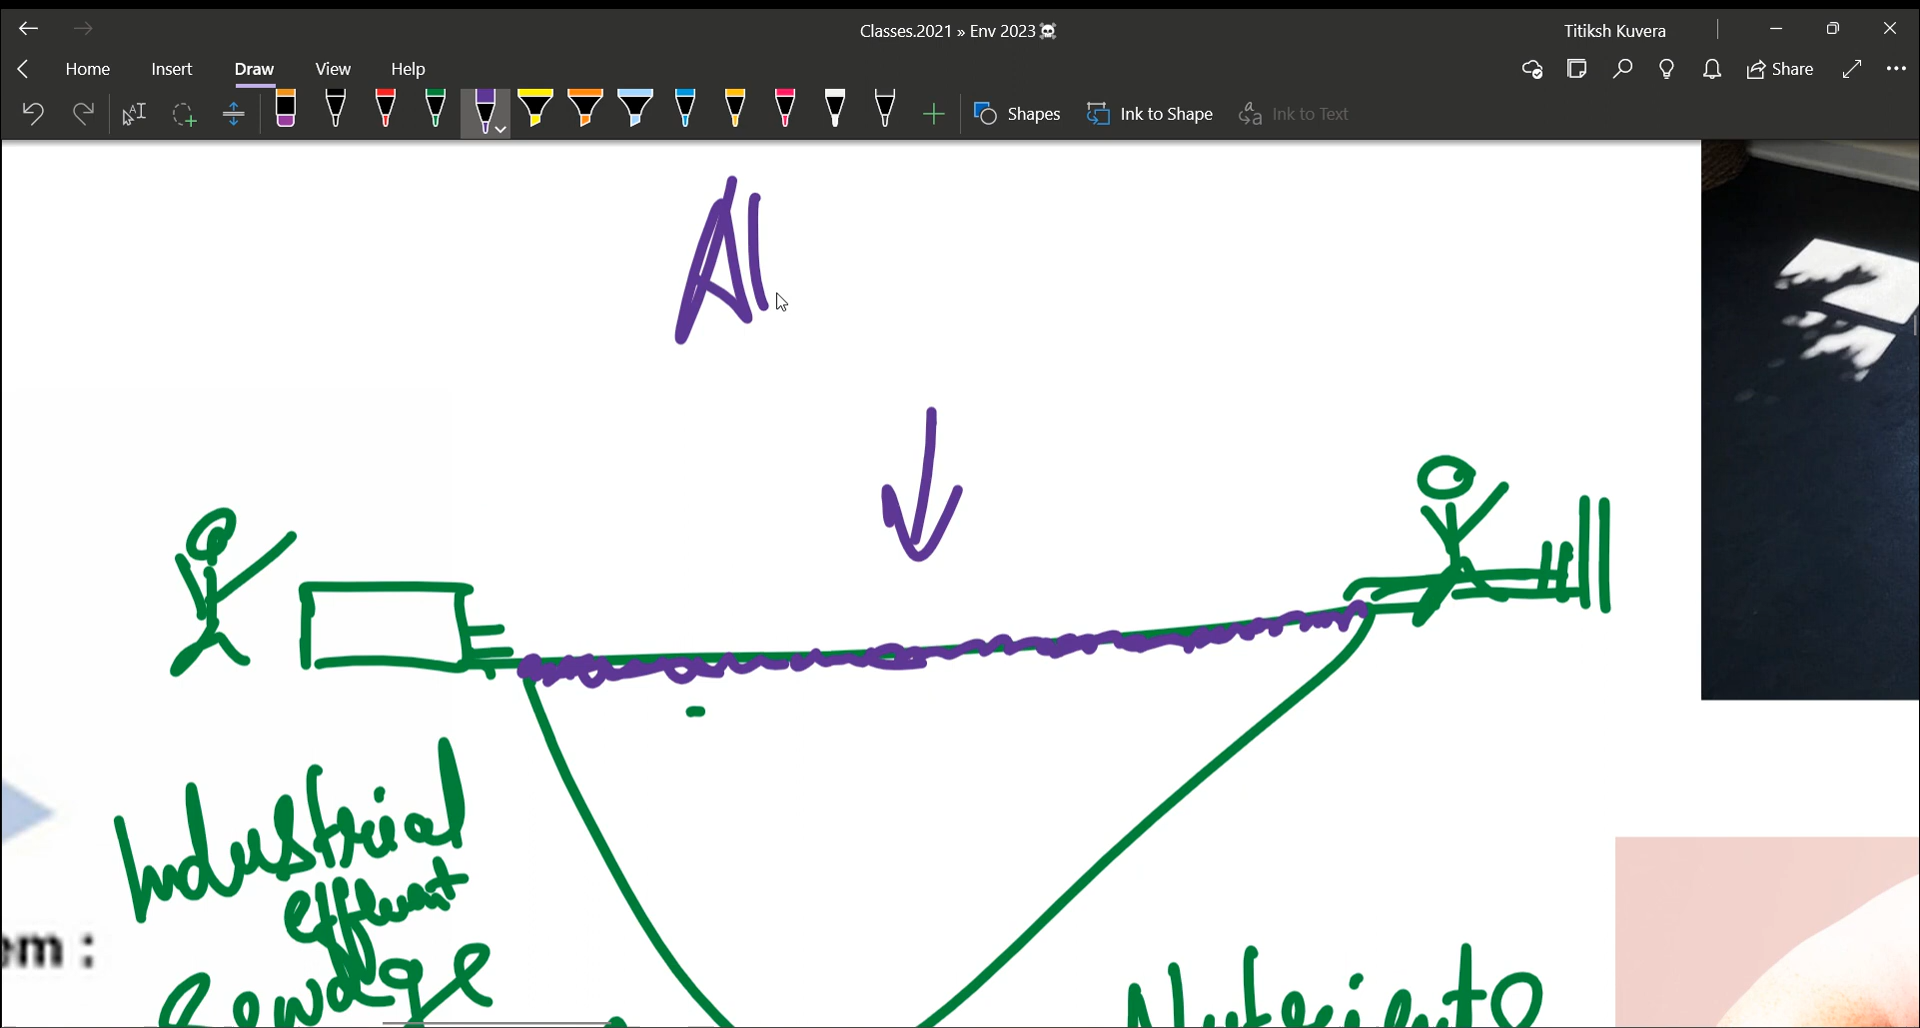 Classes.2021 » Env 2023☠
Titiksh Kuvera
Home Insert Draw View Help
Share
Shapes Ink to Shape Ink to Text
Al
Industrial
effluent
Sewage
em :
Nutrients